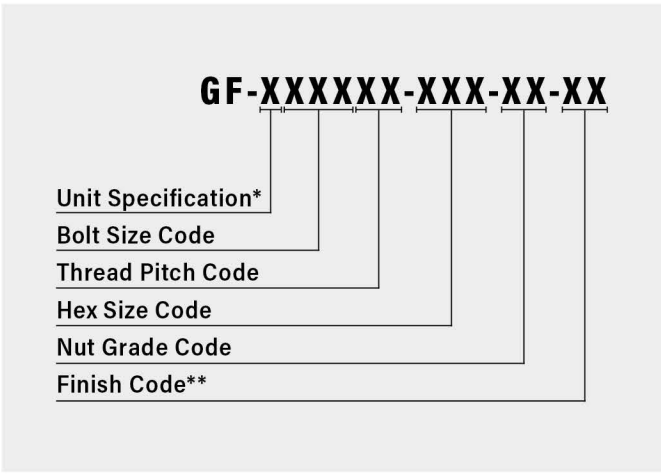 GF-XXXXXX-XXX-XX-XX
Unit Specification*
Bolt Size Code
Thread Pitch Code
Hex Size Code
Nut Grade Code
Finish Code**